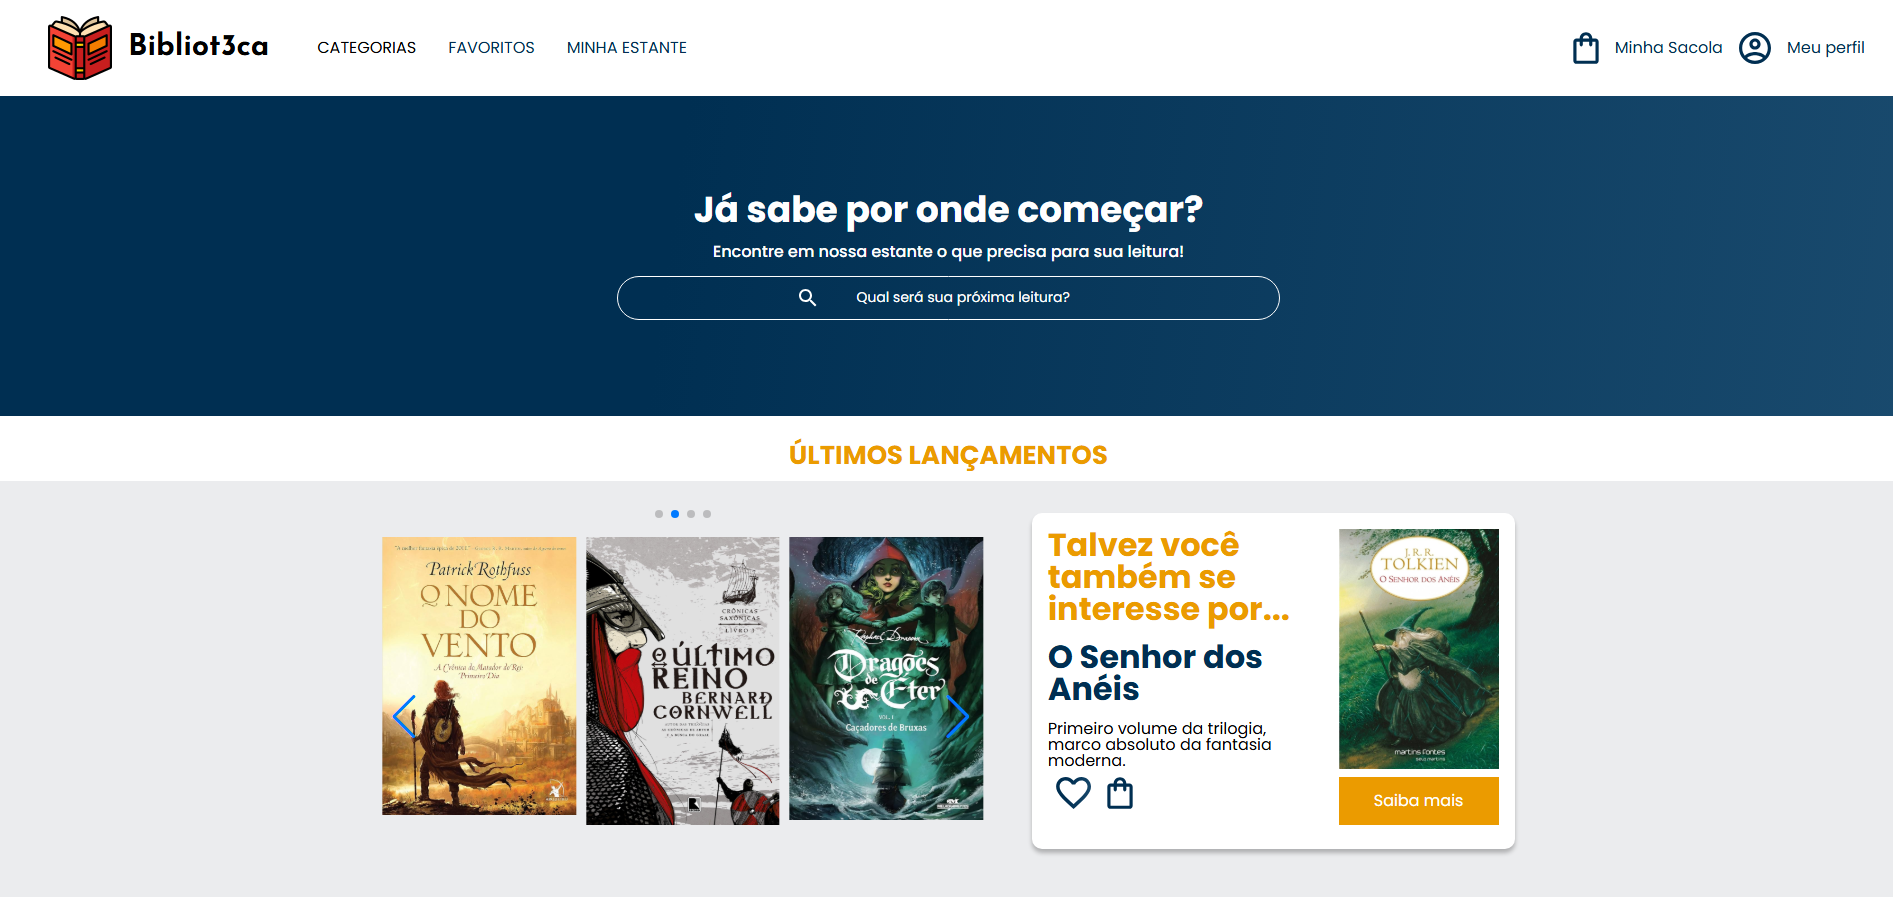 Bibliot3ca
CATEGORIAS
FAVORITOS
MINHA ESTANTE
Minha Sacola
Meu perfil
Já sabe por onde começar?
Encontre em nossa estante o que precisa para sua leitura!
Qual será sua próxima leitura?
ÚLTIMOS LANÇAMENTOS
Patrick Rothfuss
O NOME
DO
VENTO
A Crônica do Matador do Rei
Primeiro Dia
CRÔNICAS
SAXÔNICAS
LIVRO 1
O ÚLTIMO
REINO
BERNARD
CORNWELL
Raphael Draccon
Dragões
de
Éter
VOL. 1
Caçadores de Bruxas
Talvez você
também se
interesse por...
O Senhor dos
Anéis
Primeiro volume da trilogia,
marco absoluto da fantasia
moderna.
J.R.R.
TOLKIEN
O SENHOR DOS ANÉIS
martins fontes
selo martins
Saiba mais